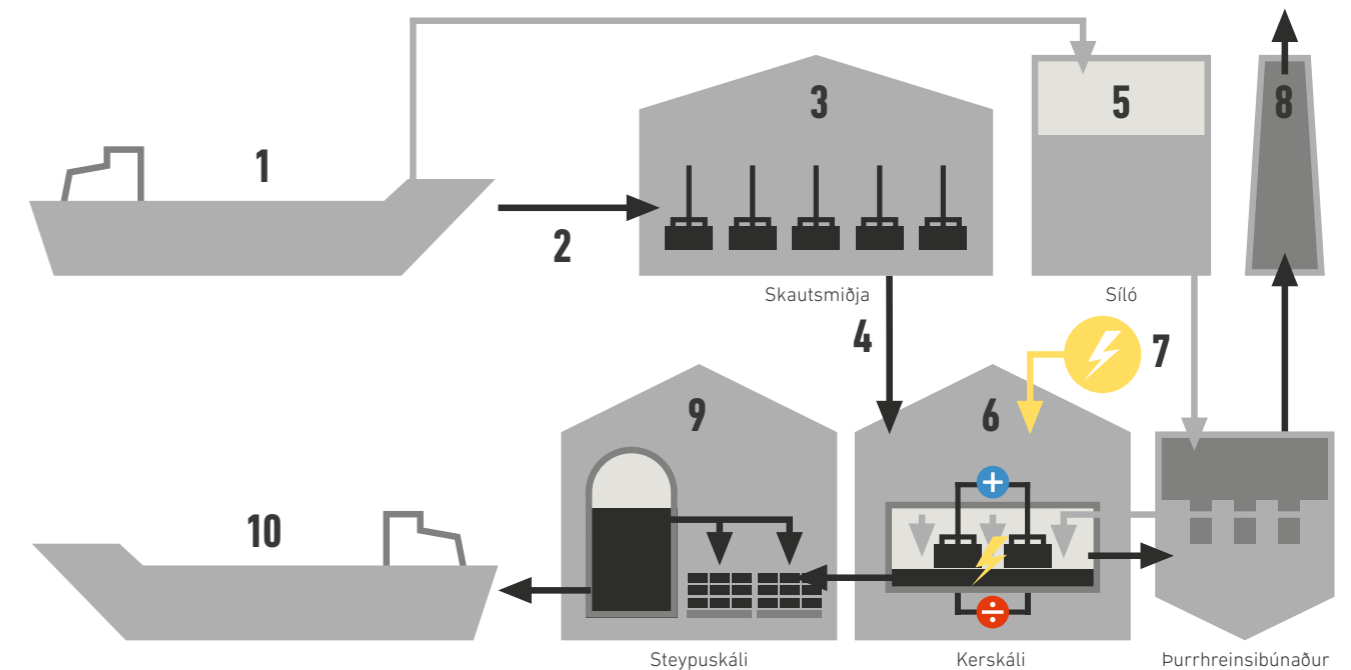 1
2
3
Skautsmiðja
4
5
Síló
8
7
9
Steypuskáli
6
+
÷
Kerskáli
Þurrhreinsibúnaður
10